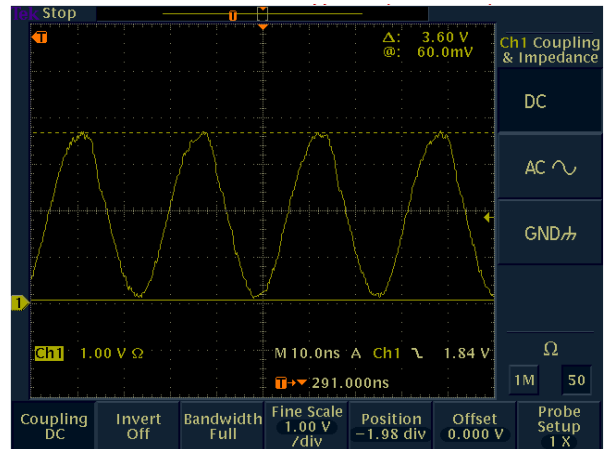 Tek Stop
T
Δ: 3.60 V
@: 60.0mV
Ch1 Coupling
& Impedance
DC
AC
GND
1
Ch1 1.00 V Ω
M 10.0ns A Ch1 1.84 V
T 291.000ns
Ω
1M 50
Coupling
DC
Invert
Off
Bandwidth
Full
Fine Scale
1.00 V
/div
Position
−1.98 div
Offset
0.000 V
Probe
Setup
1 X